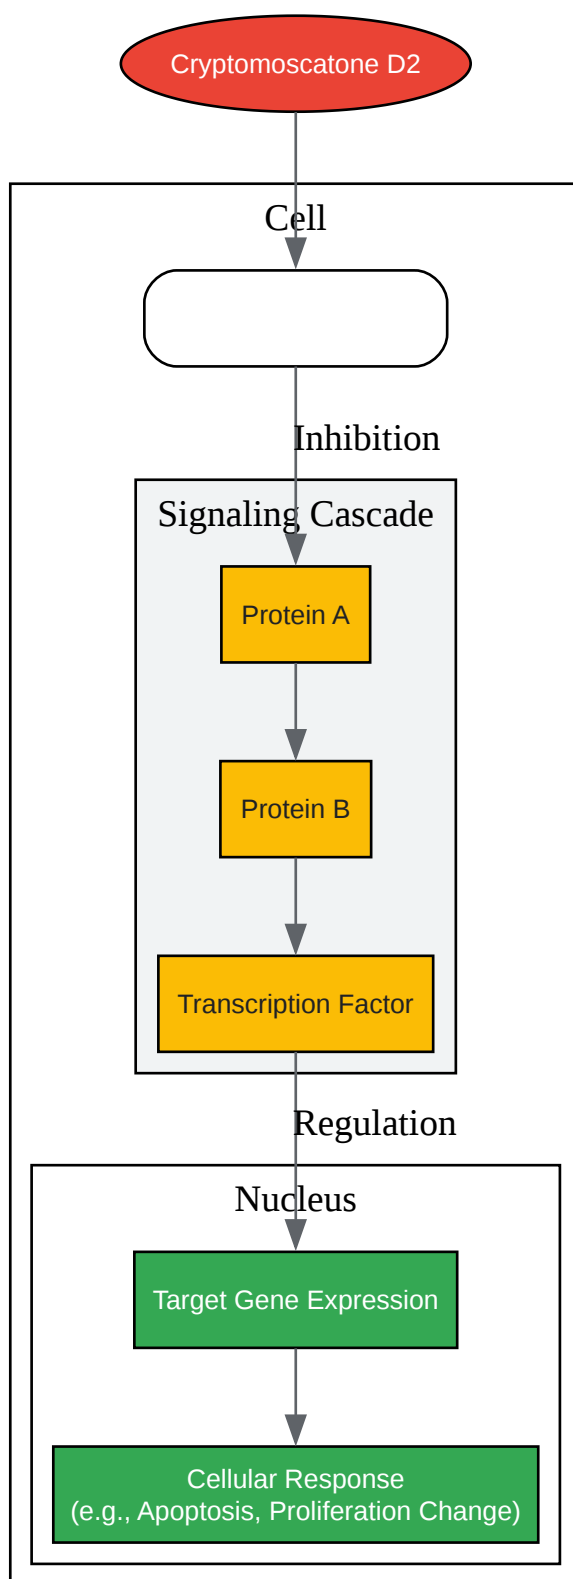 Cryptomoscatone D2
Cell
Inhibition
Signaling Cascade
Protein A
Protein B
Transcription Factor
Regulation
Nucleus
Target Gene Expression
Cellular Response
(e.g., Apoptosis, Proliferation Change)